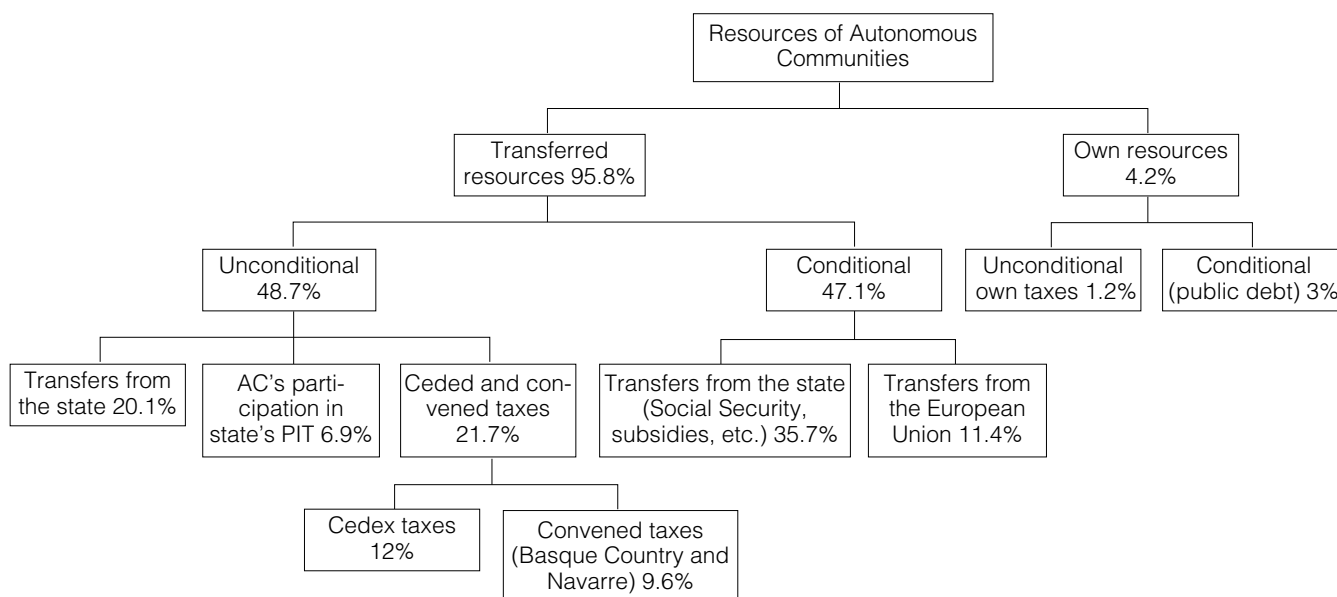 Resources of Autonomous
Communities
Transferred
resources 95.8%
Own resources
4.2%
Unconditional
48.7%
Conditional
47.1%
Unconditional
own taxes 1.2%
Conditional
(public debt) 3%
Transfers from
the state 20.1%
AC's parti-
cipation in
state's PIT 6.9%
Ceded and con-
vened taxes
21.7%
Transfers from the state
(Social Security,
subsidies, etc.) 35.7%
Transfers from
the European
Union 11.4%
Cedex taxes
12%
Convened taxes
(Basque Country and
Navarre) 9.6%